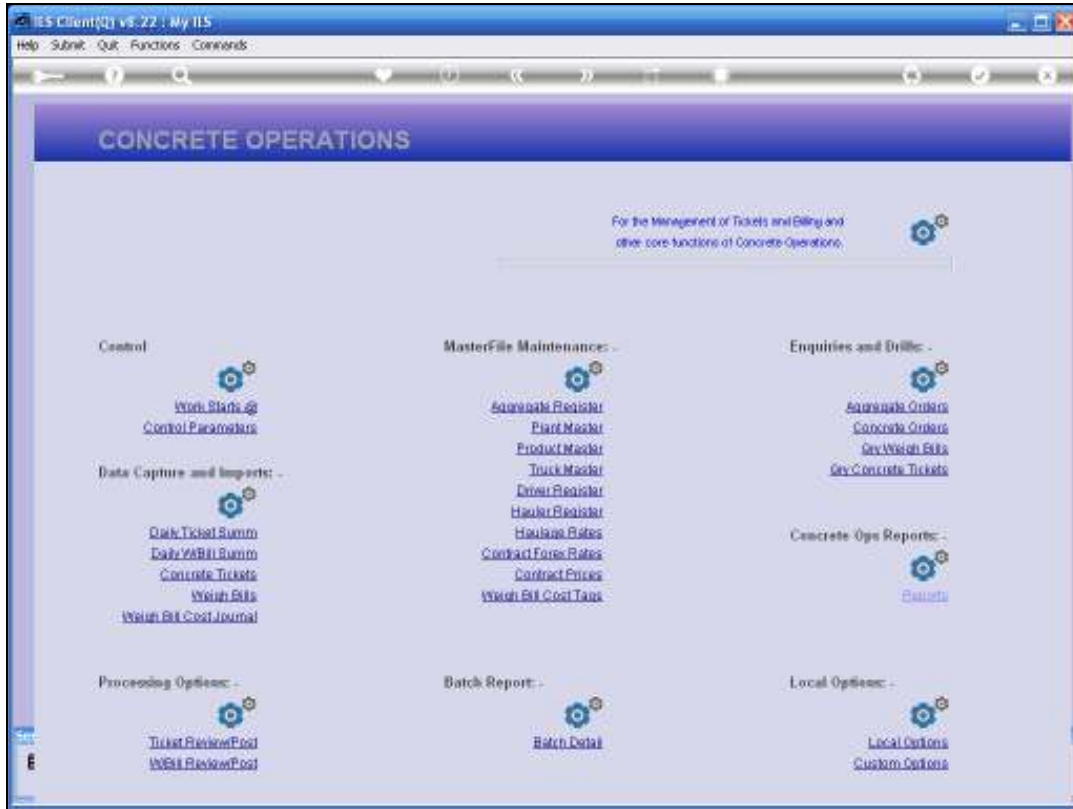 IES Client(Q) v8.22 : My IES
Help Submit Quit Functions Commands
CONCRETE OPERATIONS
For the Management of Tickets and Billing and
other core functions of Concrete Operations.
Control
Work Starts @
Control Parameters
Data Capture and Imports: -
Daily Ticket Summ
Daily WBill Summ
Concrete Tickets
Weigh Bills
Weigh Bill Cost Journal
Processing Options: -
Ticket Review/Post
WBill Review/Post
MasterFile Maintenance: -
Aggregate Register
Plant Master
Product Master
Truck Master
Driver Register
Hauler Register
Haulage Rates
Contract Forex Rates
Contract Prices
Weigh Bill Cost Tags
Batch Report: -
Batch Detail
Enquiries and Drills: -
Aggregate Orders
Concrete Orders
Qry Weigh Bills
Qry Concrete Tickets
Concrete Ops Reports: -
Reports
Local Options: -
Local Options
Custom Options